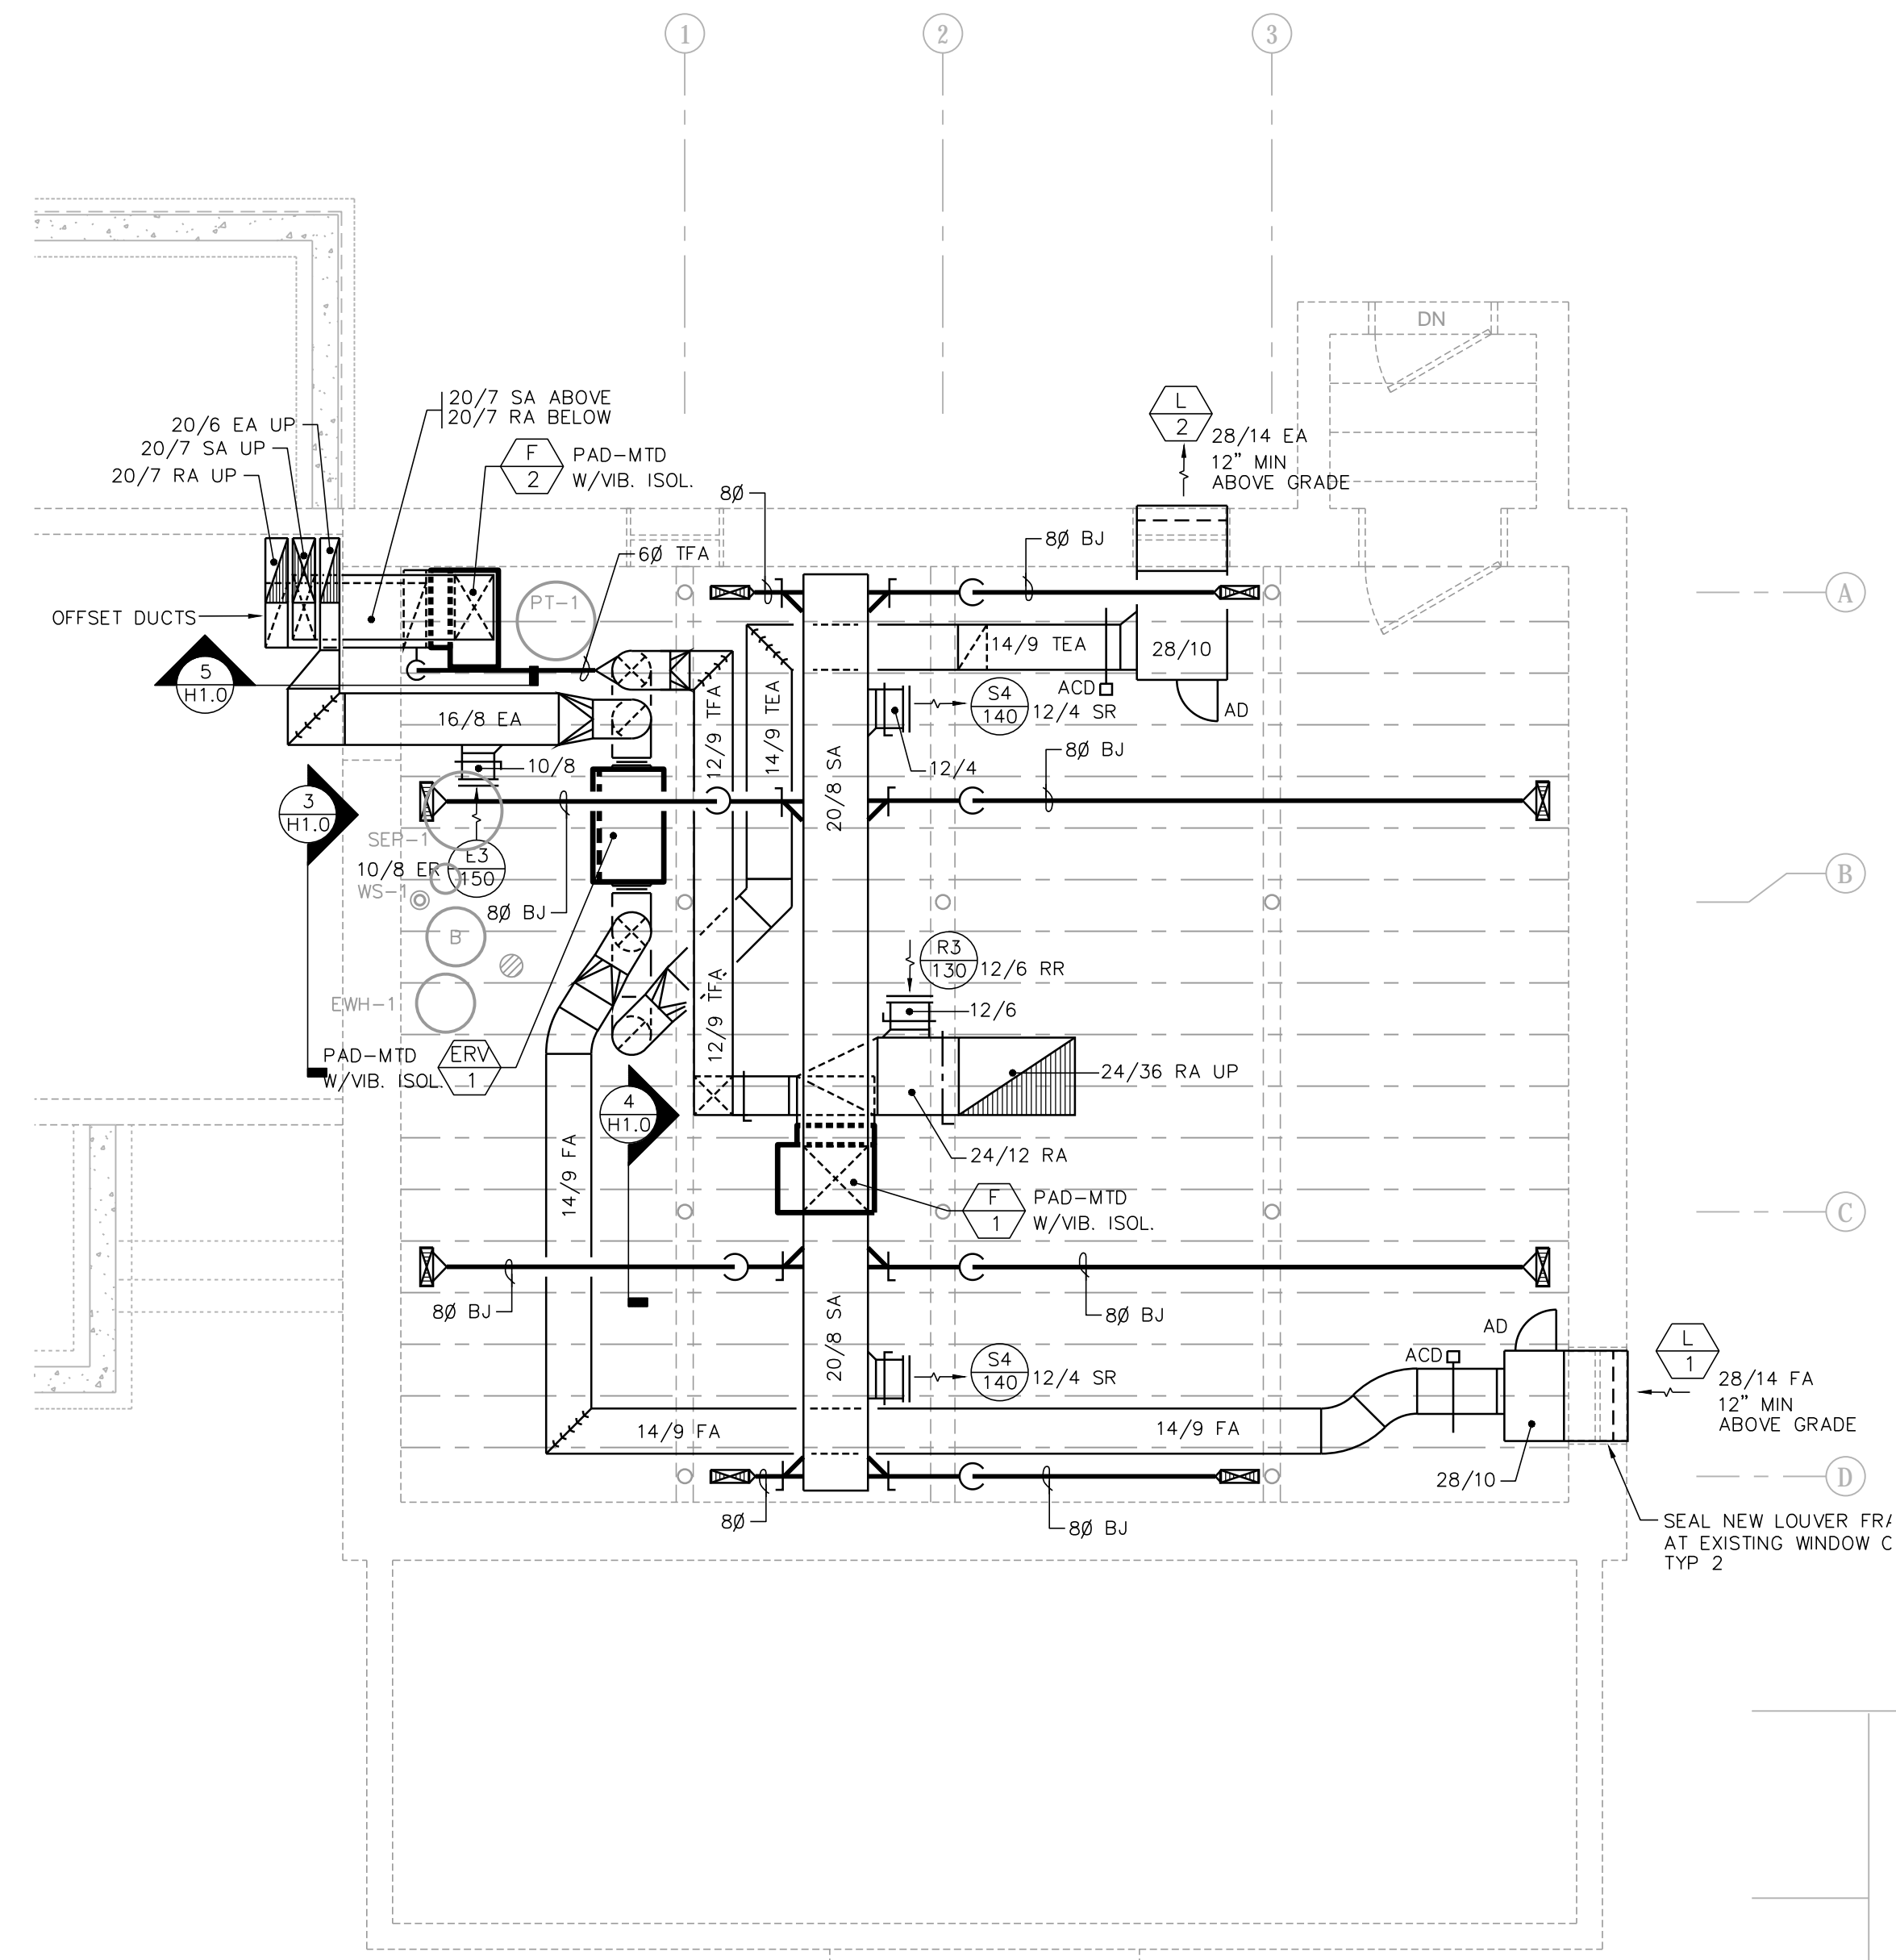 1
2
3
DN
20/7 SA ABOVE
20/7 RA BELOW
20/6 EA UP
20/7 SA UP
20/7 RA UP
F
2
PAD-MTD
W/VIB. ISOL.
L
2
28/14 EA
12" MIN
ABOVE GRADE
8Ø
6Ø TFA
8Ø BJ
PT-1
A
OFFSET DUCTS
14/9 TEA
28/10
5
H1.0
ACD
AD
S4
140
12/4 SR
16/8 EA
12/9 TFA
14/9 TEA
20/8 SA
10/8
12/4
8Ø BJ
3
H1.0
SEP-1
10/8 ER
E3
150
WS-1
8Ø BJ
B
B
R3
130
12/6 RR
EWH-1
12/9 TFA
12/6
PAD-MTD
W/VIB. ISOL.
ERV
1
24/36 RA UP
4
H1.0
14/9 FA
24/12 RA
F
1
PAD-MTD
W/VIB. ISOL.
C
8Ø BJ
8Ø BJ
20/8 SA
AD
ACD
L
1
28/14 FA
12" MIN
ABOVE GRADE
S4
140
12/4 SR
14/9 FA
14/9 FA
28/10
D
8Ø
8Ø BJ
SEAL NEW LOUVER
AT EXISTING WINDOW
TYP 2